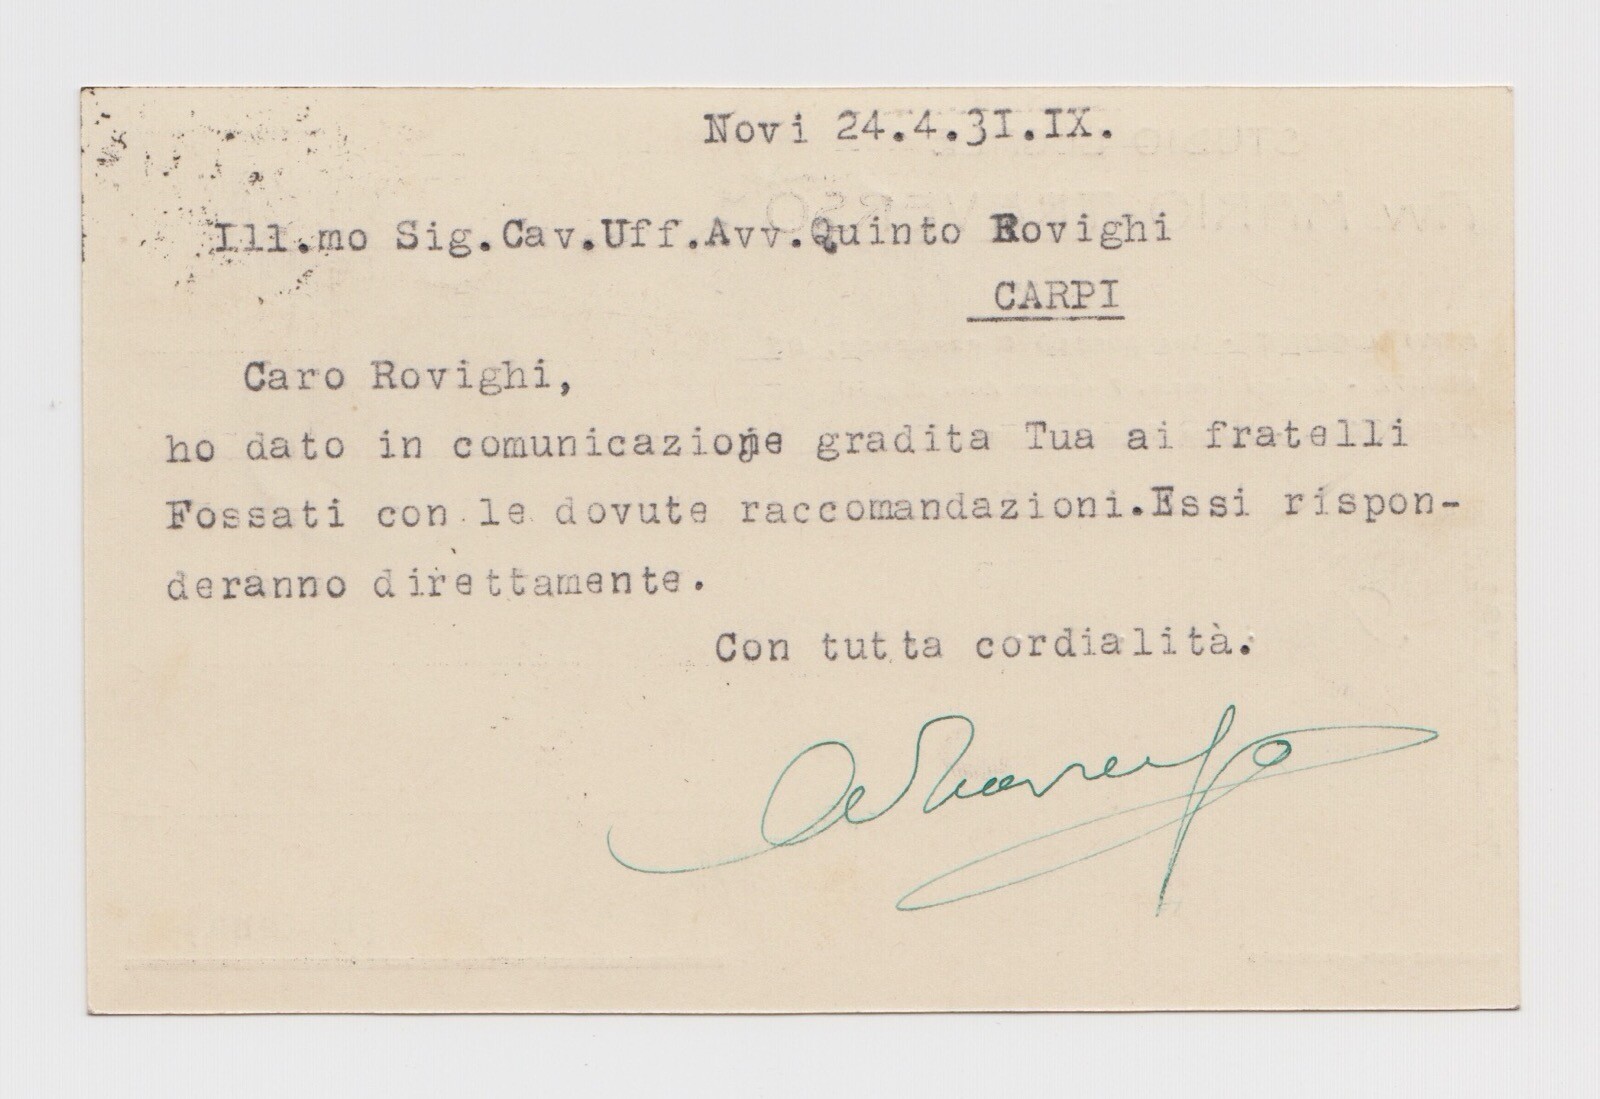 Novi 24.4.31.IX.
Ill.mo Sig.Cav.Uff.Avv.Quinto Rovighi
CARPI
Caro Rovighi,
ho dato in comunicazione gradita Tua ai fratelli
Fossati con le dovute raccomandazioni.Essi rispon-
deranno direttamente.
Con tutta cordialità.